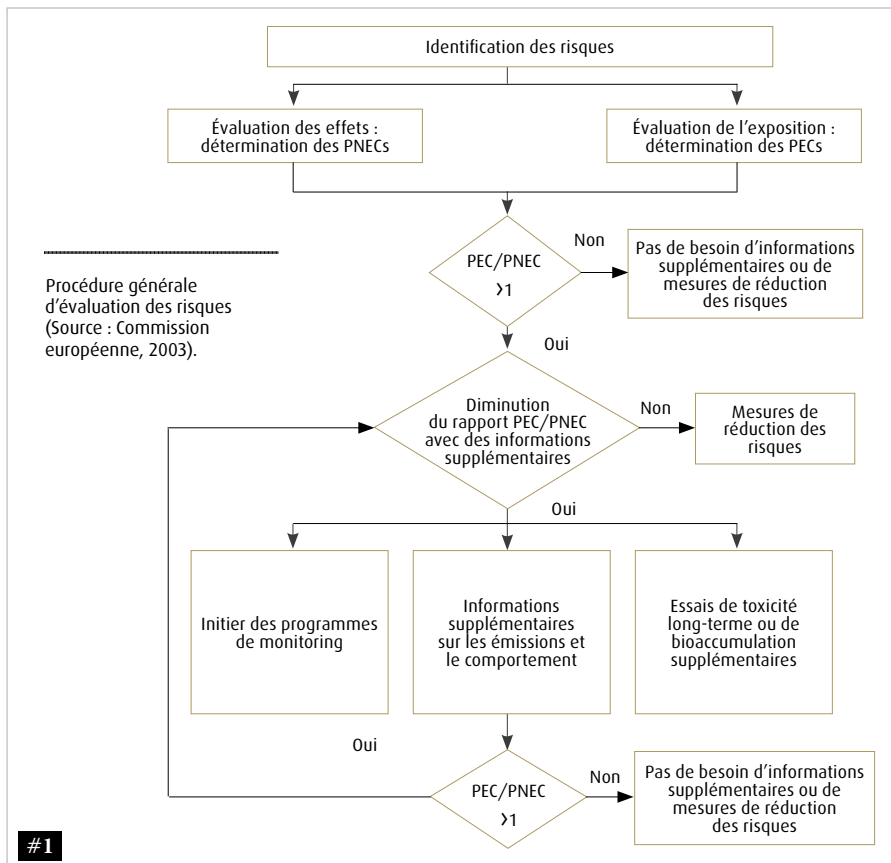 Identification des risques
Évaluation des effets :
détermination des PNECs
Évaluation de l'exposition :
détermination des PECs
PEC/PNEC
>1
Non
Pas de besoin d'informations
supplémentaires ou de
mesures de réduction
des risques
Procédure générale
d'évaluation des risques
(Source : Commission
européenne, 2003).
Oui
Diminution
du rapport PEC/PNEC
avec des informations
supplémentaires
Non
Mesures de
réduction des
risques
Oui
Initier des programmes
de monitoring
Informations
supplémentaires
sur les émissions et
le comportement
Essais de toxicité
long-terme ou de
bioaccumulation
supplémentaires
Oui
PEC/PNEC
>1
Non
Pas de besoin d'informations
supplémentaires ou de
mesures de réduction
des risques
#1